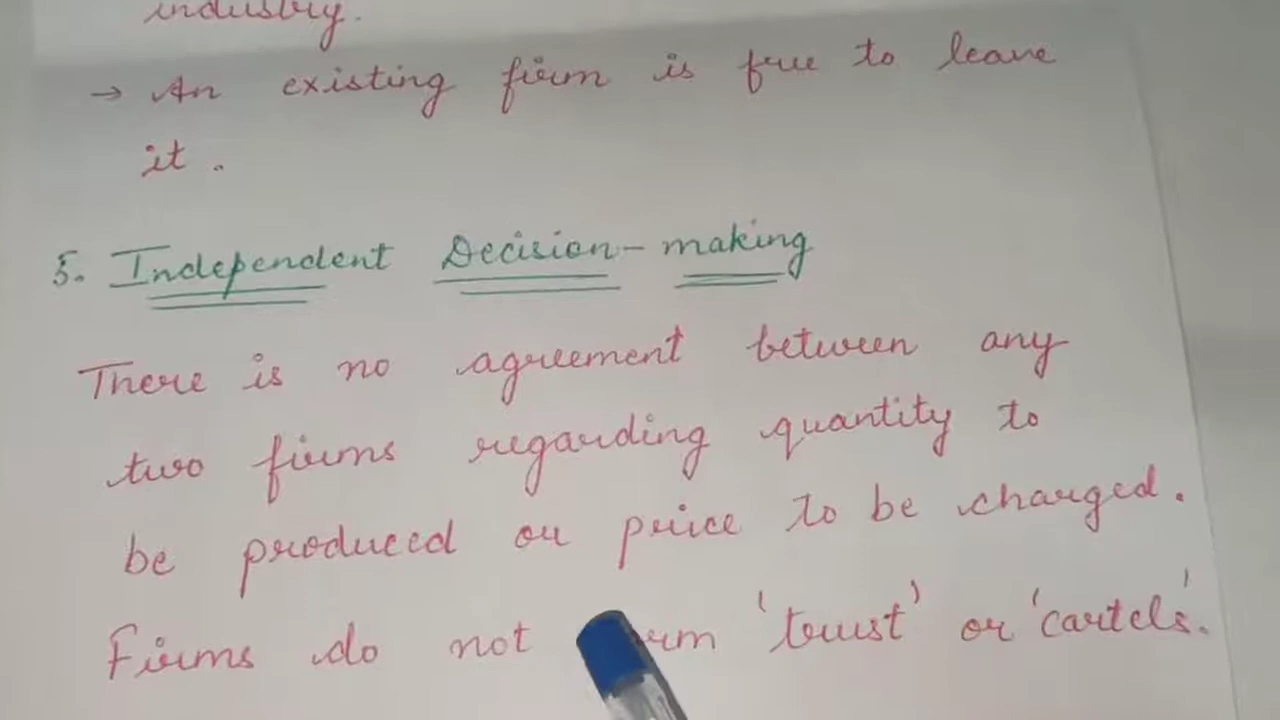 industry.
→ An existing firm is free to leave
it.
5. Independent Decision-making
There is no agreement between any
two firms regarding quantity to
be produced or price to be charged.
Firms do not 'trust' or 'cartels'.